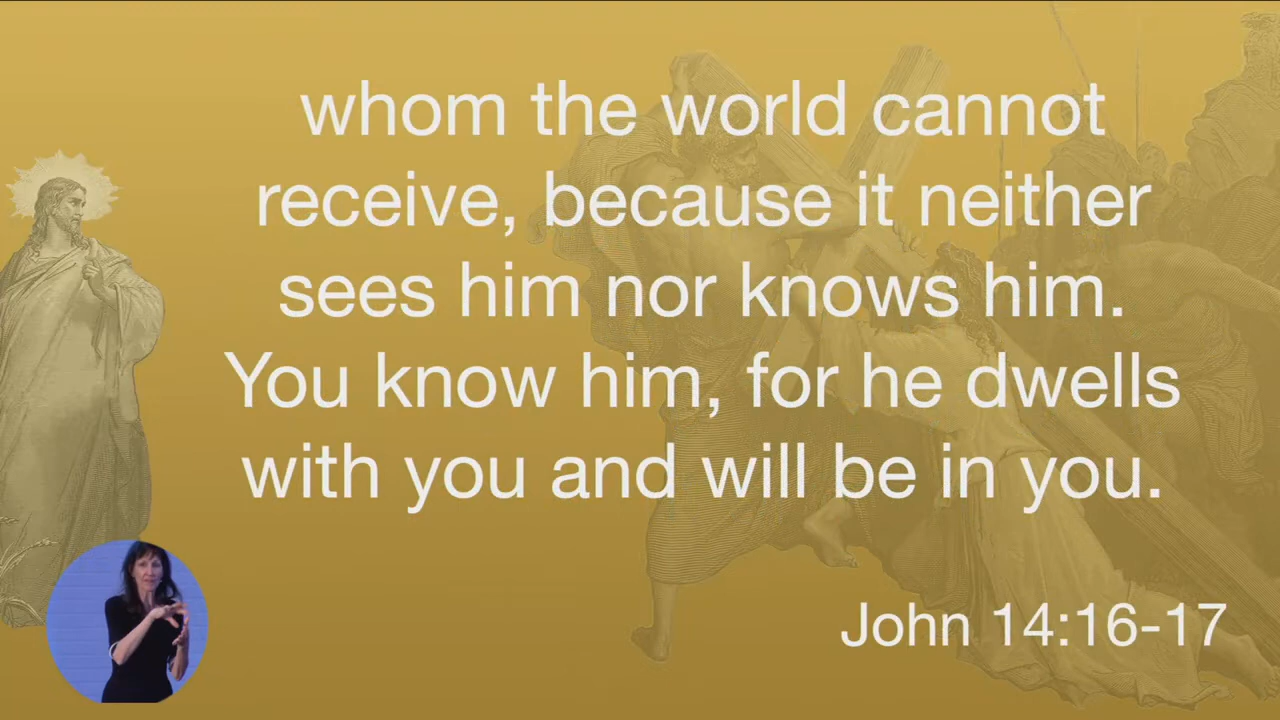 whom the world cannot
receive, because it neither
sees him nor knows him.
You know him, for he dwells
with you and will be in you.
John 14:16-17